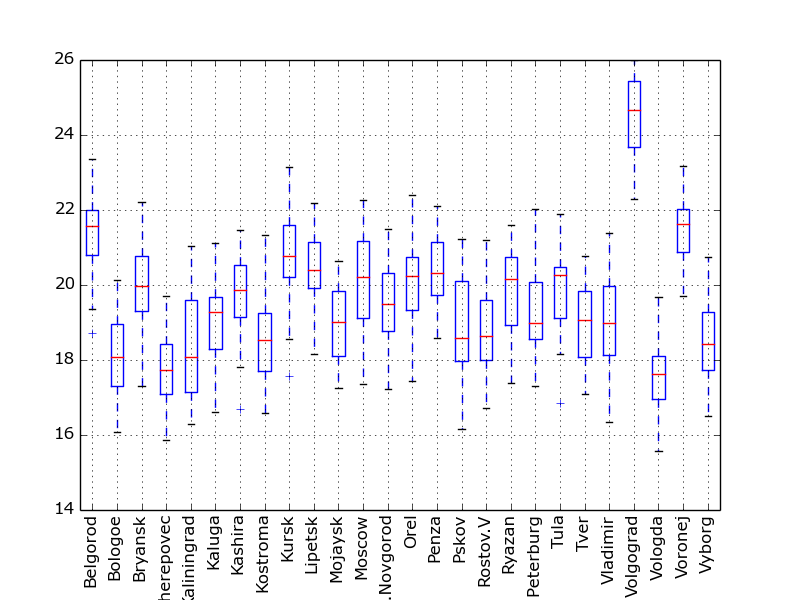 26
24
22
20
18
16
14
Belgorod
Bologoe
Bryansk
herepovec
Kaliningrad
Kaluga
Kashira
Kostroma
Kursk
Lipetsk
Mojaysk
Moscow
.Novgorod
Orel
Penza
Pskov
Rostov.V
Ryazan
Peterburg
Tula
Tver
Vladimir
Volgograd
Vologda
Voronej
Vyborg